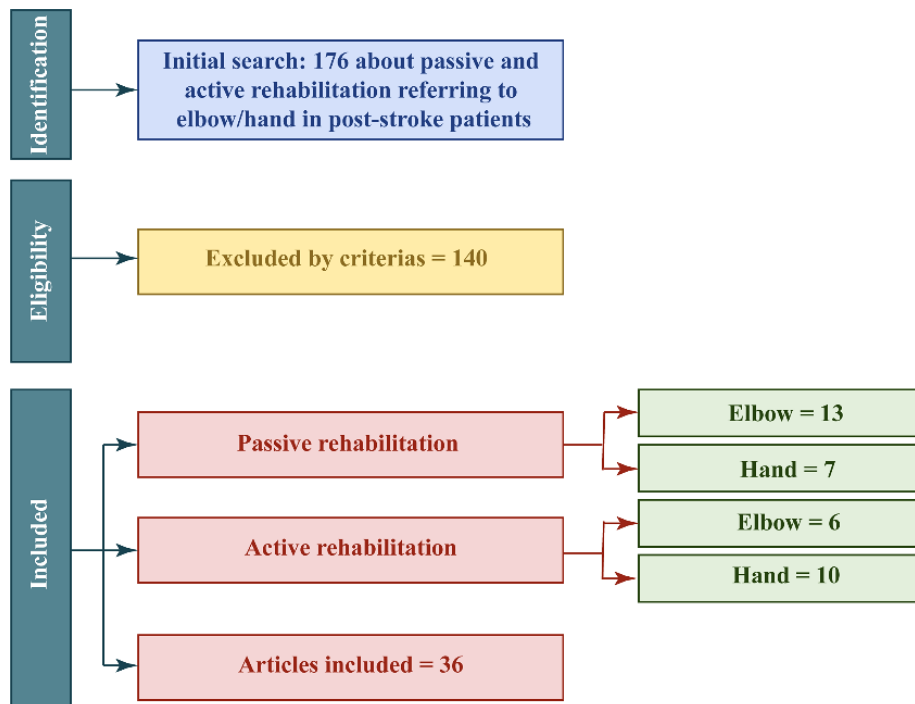 Identification
Initial search: 176 about passive and
active rehabilitation referring to
elbow/hand in post-stroke patients
Eligibility
Excluded by criterias = 140
Included
Passive rehabilitation
Elbow = 13
Hand = 7
Active rehabilitation
Elbow = 6
Hand = 10
Articles included = 36